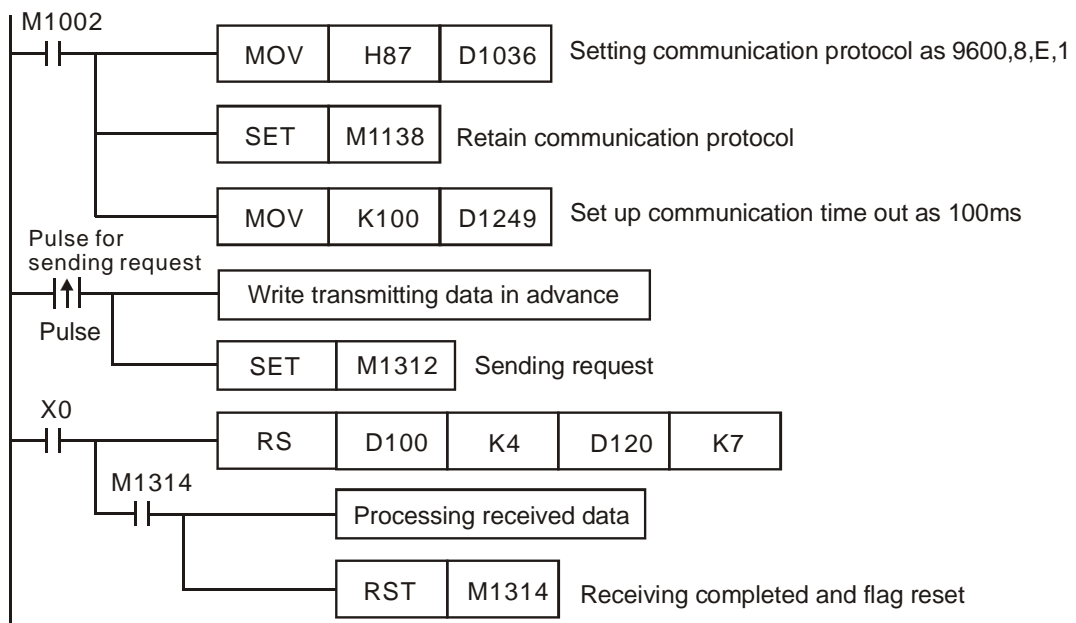 M1002
MOV H87 D1036 Setting communication protocol as 9600,8,E,1
SET M1138 Retain communication protocol
MOV K100 D1249 Set up communication time out as 100ms
Pulse for
sending request
Write transmitting data in advance
Pulse
SET M1312 Sending request
X0
RS D100 K4 D120 K7
M1314
Processing received data
RST M1314 Receiving completed and flag reset